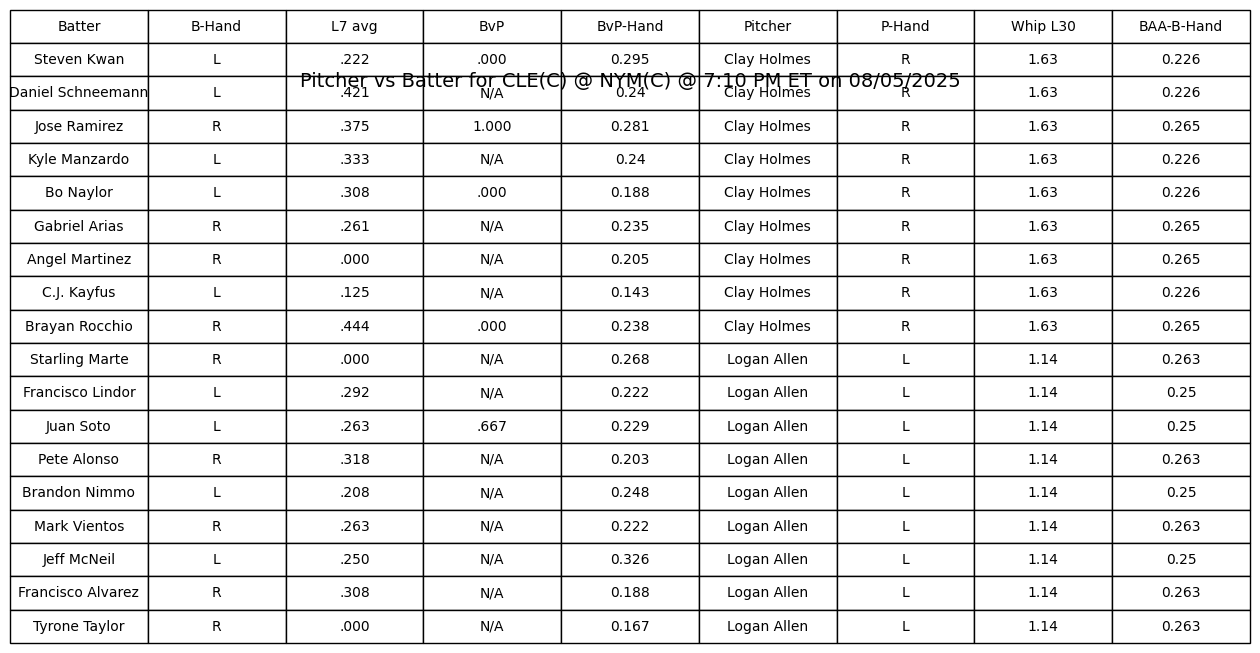 Batter B-Hand L7 avg BvP BvP-Hand Pitcher P-Hand Whip L30 BAA-B-Hand
Steven Kwan L .222 .000 0.295 Clay Holmes R 1.63 0.226
Pitcher vs Batter for CLE(C) @ NYM(C) @ 7:10 PM ET on 08/05/2025
Daniel Schneemann L .421 N/A 0.24 Clay Holmes R 1.63 0.226
Jose Ramirez R .375 1.000 0.281 Clay Holmes R 1.63 0.265
Kyle Manzardo L .333 N/A 0.24 Clay Holmes R 1.63 0.226
Bo Naylor L .308 .000 0.188 Clay Holmes R 1.63 0.226
Gabriel Arias R .261 N/A 0.235 Clay Holmes R 1.63 0.265
Angel Martinez R .000 N/A 0.205 Clay Holmes R 1.63 0.265
C.J. Kayfus L .125 N/A 0.143 Clay Holmes R 1.63 0.226
Brayan Rocchio R .444 .000 0.238 Clay Holmes R 1.63 0.265
Starling Marte R .000 N/A 0.268 Logan Allen L 1.14 0.263
Francisco Lindor L .292 N/A 0.222 Logan Allen L 1.14 0.25
Juan Soto L .263 .667 0.229 Logan Allen L 1.14 0.25
Pete Alonso R .318 N/A 0.203 Logan Allen L 1.14 0.263
Brandon Nimmo L .208 N/A 0.248 Logan Allen L 1.14 0.25
Mark Vientos R .263 N/A 0.222 Logan Allen L 1.14 0.263
Jeff McNeil L .250 N/A 0.326 Logan Allen L 1.14 0.25
Francisco Alvarez R .308 N/A 0.188 Logan Allen L 1.14 0.263
Tyrone Taylor R .000 N/A 0.167 Logan Allen L 1.14 0.263